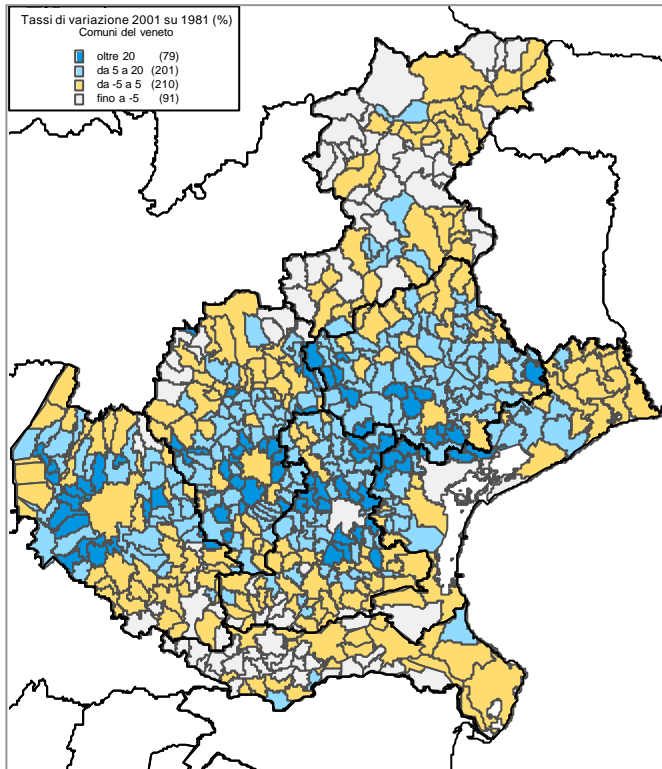 Tassi di variazione 2001 su 1981 (%)
Comuni del veneto
oltre 20 (79)
da 5 a 20 (201)
da -5 a 5 (210)
fino a -5 (91)